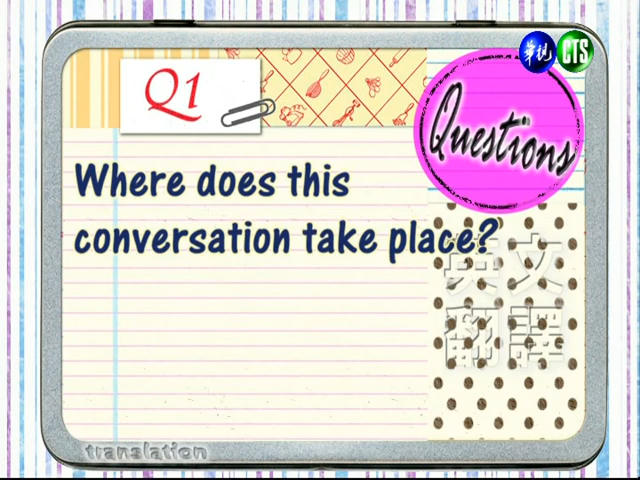 華視 CTS
Q1
Questions
Where does this
conversation take place?
英文
翻譯
translation